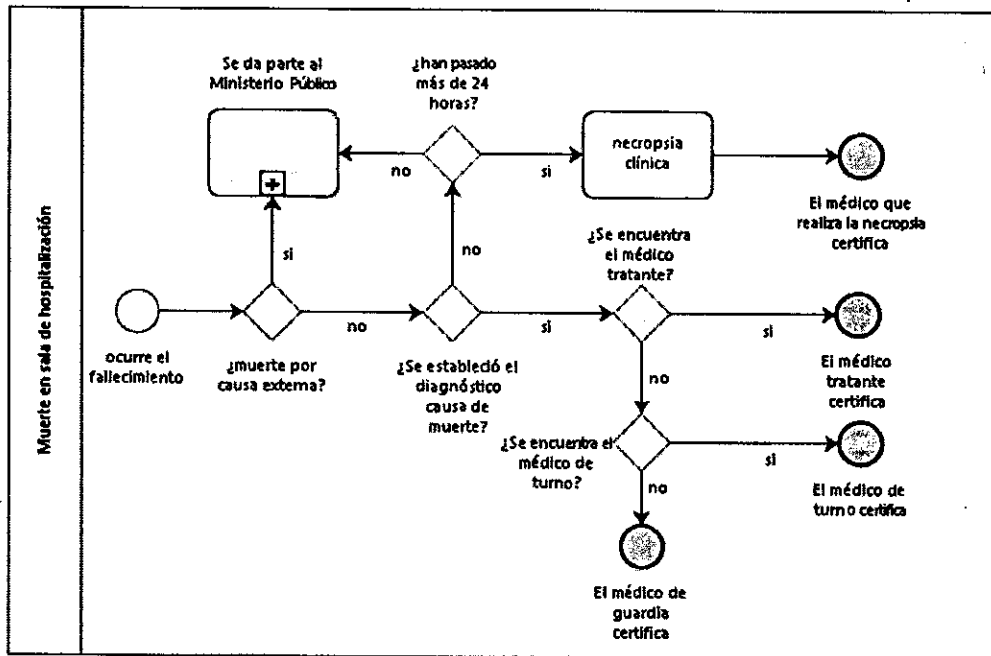 Muerte en sala de hospitalización
Se da parte al
Ministerio Público
¿han pasado
más de 24
horas?
no
si
necropsia
clínica
El médico que
realiza la necropsia
certifica
si
no
¿Se encuentra
el médico
tratante?
ocurre el
fallecimiento
¿muerte por
causa externa?
no
¿Se estableció el
diagnóstico
causa de
muerte?
si
si
El médico
tratante
certifica
no
¿Se encuentra el
médico de
turno?
si
El médico de
turno certifica
no
El médico de
guardia
certifica